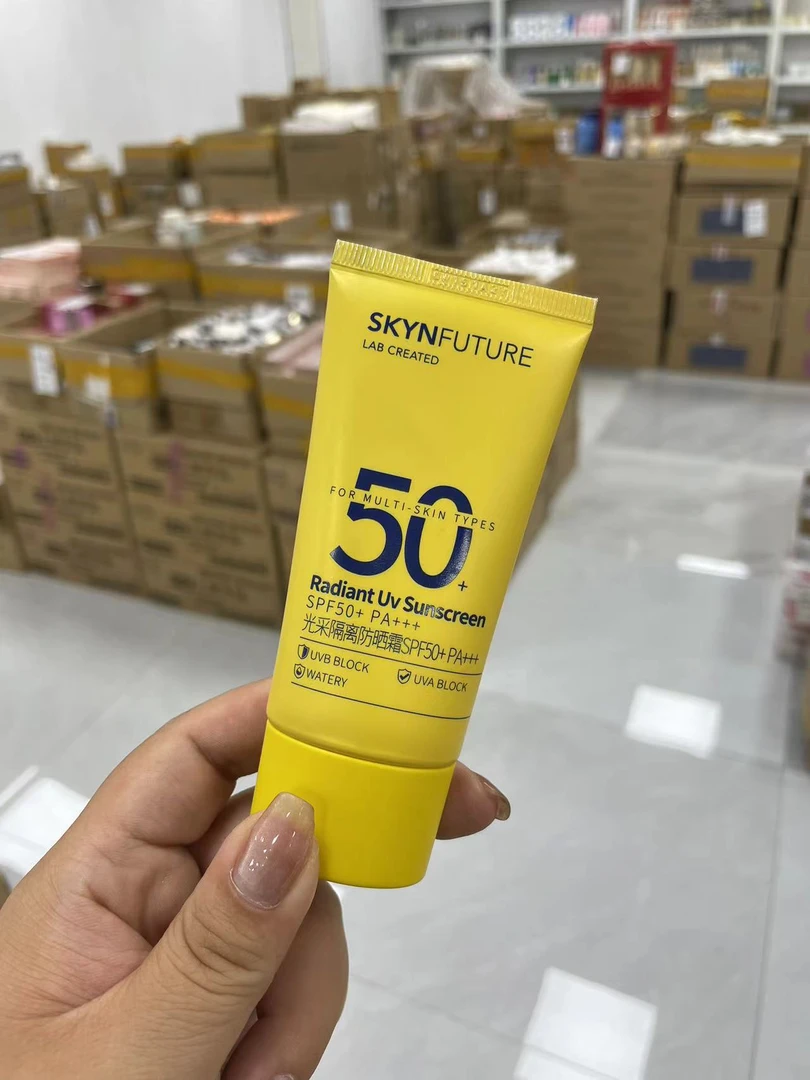 SKYNFUTURE
LAB CREATED
50+
FOR MULTI-SKIN TYPES
Radiant Uv Sunscreen
SPF50+ PA+++
光采隔离防晒霜SPF50+PA+++
UVB BLOCK
UVA BLOCK
WATERY